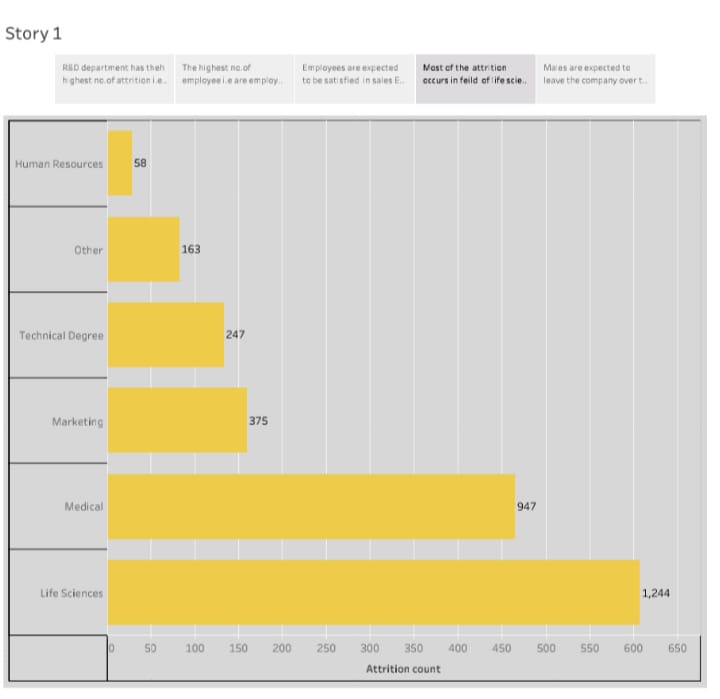 Story 1
R&D department has theh
highest no.of attrition i.e..
The highest no.of
employee i.e are employ..
Employees are expected
to be satisfied in sales E..
Most of the attrition
occurs in feild of life scie..
Males are expected to
leave the company over t..
Human Resources 58
Other 163
Technical Degree 247
Marketing 375
Medical 947
Life Sciences 1,244
0 50 100 150 200 250 300 350 400 450 500 550 600 650
Attrition count